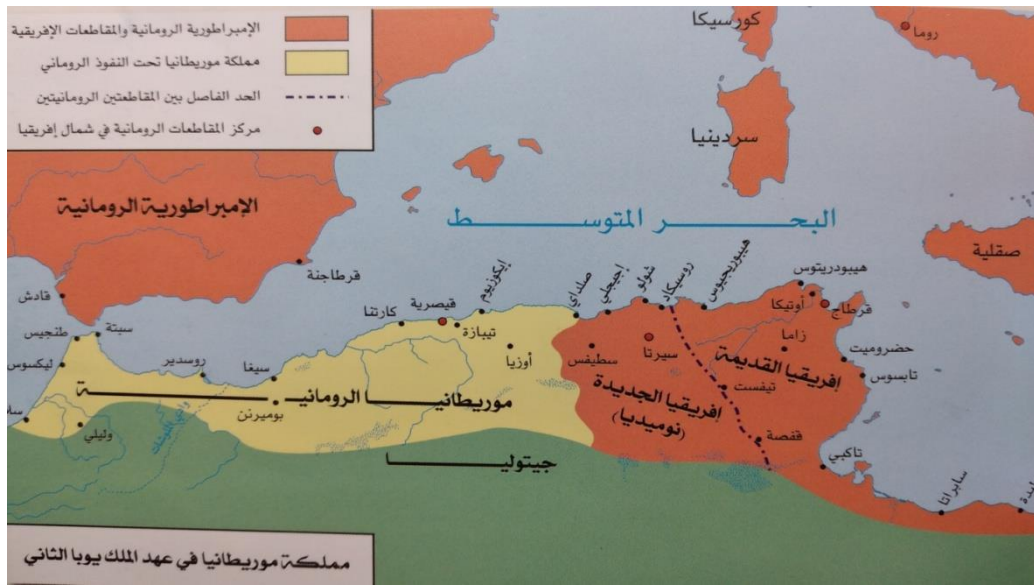 الإمبراطورية الرومانية والمقاطعات الإفريقية
مملكة موريطانيا تحت النفوذ الروماني
الحد الفاصل بين المقاطعتين الرومانيتين
مركز المقاطعات الرومانية في شمال إفريقيا
كورسيكا
روما
سردينيا
الإمبراطورية الرومانية
البحر المتوسط
صقلية
قرطاجنة
قادش
طنجيس
سبتة
ليكسوس
سلا
وليلي
روسدير
سيغا
بوميرنن
كارتنا
قيصرية
تيبازة
إيكوزيوم
أوزيا
صلداي
إجيجلي
شولو
روسيكاد
هيبوريجيوس
هيبودريتوس
أوتيكا
قرطاج
زاما
حضروميت
تابسوس
سطيفس
سيرتا
تيفست
قفصة
تاكبي
سابراتا
إفريقيا القديمة
إفريقيا الجديدة
(نوميديا)
موريطانيا الرومانية
جيتوليا
مملكة موريطانيا في عهد الملك يوبا الثاني